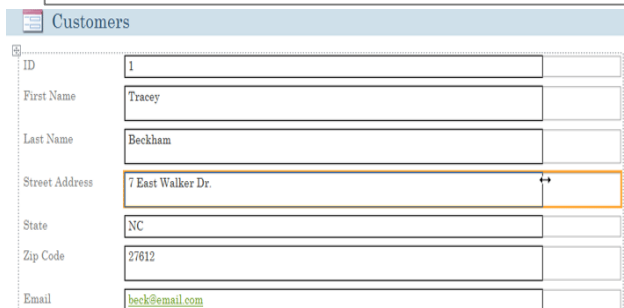 Customers
ID 1
First Name Tracey
Last Name Beckham
Street Address 7 East Walker Dr.
State NC
Zip Code 27612
Email beck@email.com